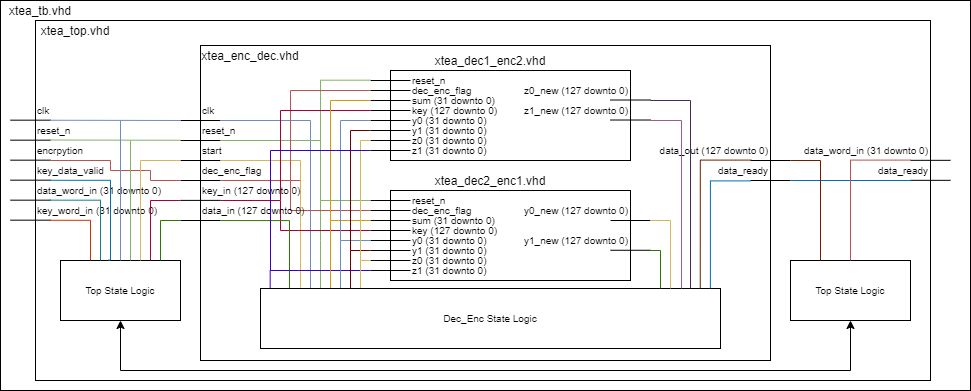 xtea_tb.vhd
xtea_top.vhd
xtea_enc_dec.vhd
xtea_dec1_enc2.vhd
reset_n
dec_enc_flag
sum (31 downto 0)
key (127 downto 0)
y0 (31 downto 0)
y1 (31 downto 0)
z0 (31 downto 0)
z1 (31 downto 0)
z0_new (127 downto 0)
z1_new (127 downto 0)
clk
reset_n
encrpytion
key_data_valid
data_word_in (31 downto 0)
key_word_in (31 downto 0)
clk
reset_n
start
dec_enc_flag
key_in (127 downto 0)
data_in (127 downto 0)
data_out (127 downto 0)
data_ready
data_word_in (31 downto 0)
data_ready
xtea_dec2_enc1.vhd
reset_n
dec_enc_flag
sum (31 downto 0)
key (127 downto 0)
y0 (31 downto 0)
y1 (31 downto 0)
z0 (31 downto 0)
z1 (31 downto 0)
y0_new (127 downto 0)
y1_new (127 downto 0)
Top State Logic
Dec_Enc State Logic
Top State Logic